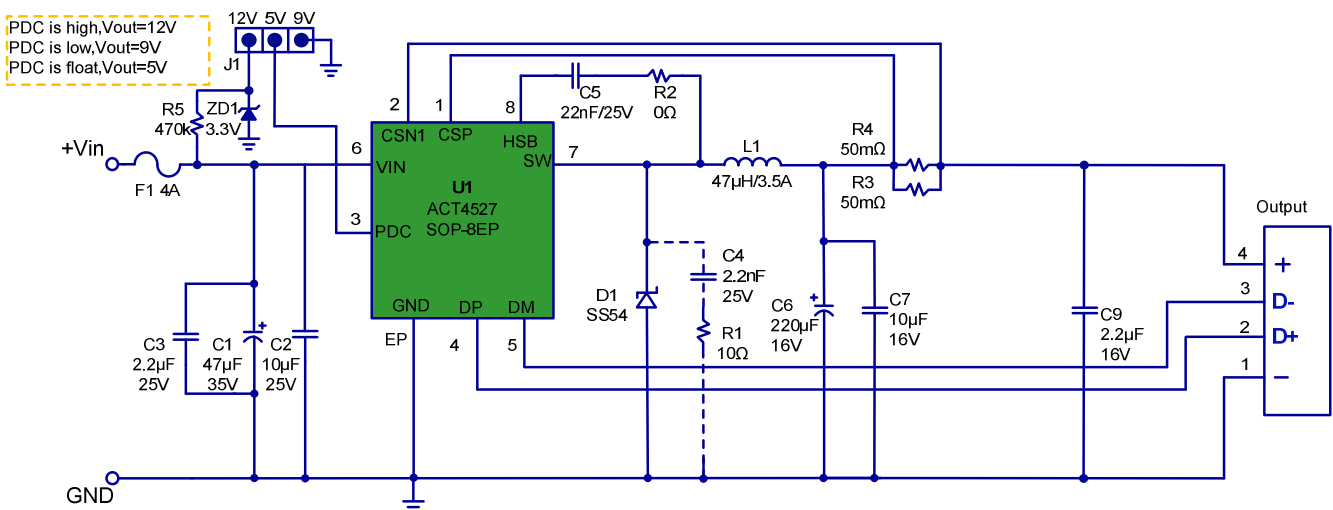 PDC is high,Vout=12V
PDC is low,Vout=9V
PDC is float,Vout=5V
12V 5V 9V
J1
R5
470k
ZD1
3.3V
+Vin
F1 4A
2
1
8
6
3
7
CSN1
CSP
HSB
SW
VIN
PDC
U1
ACT4527
SOP-8EP
GND
DP
DM
EP
4
5
C5
22nF/25V
R2
0Ω
L1
47µH/3.5A
R4
50mΩ
R3
50mΩ
C3
2.2µF
25V
C1
+
47µF
35V
C2
10µF
25V
D1
SS54
C4
2.2nF
25V
R1
10Ω
C6
+
220µF
16V
C7
10µF
16V
C9
2.2µF
16V
Output
4 +
3 D-
2 D+
1 −
GND